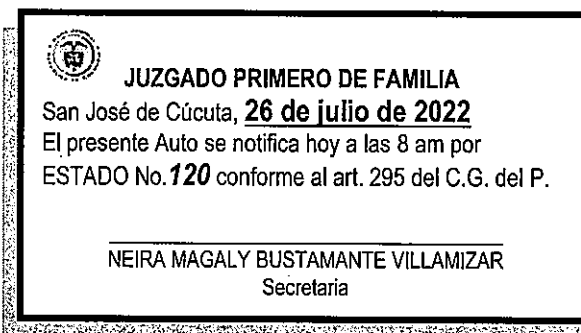 JUZGADO PRIMERO DE FAMILIA
San José de Cúcuta, 26 de julio de 2022
El presente Auto se notifica hoy a las 8 am por
ESTADO No.120 conforme al art. 295 del C.G. del P.
NEIRA MAGALY BUSTAMANTE VILLAMIZAR
Secretaria